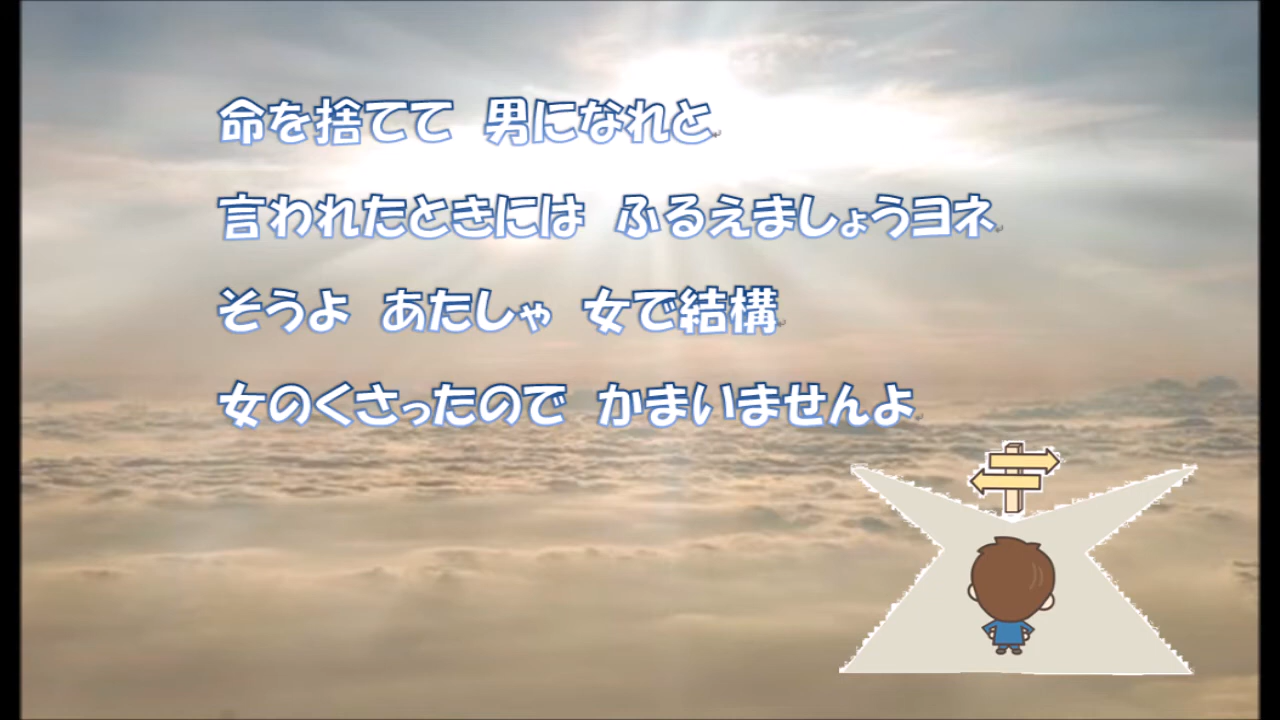 命を捨てて　男になれと
言われたときには　ふるえましょうヨネ
そうよ　あたしゃ　女で結構
女のくさったので　かまいませんよ